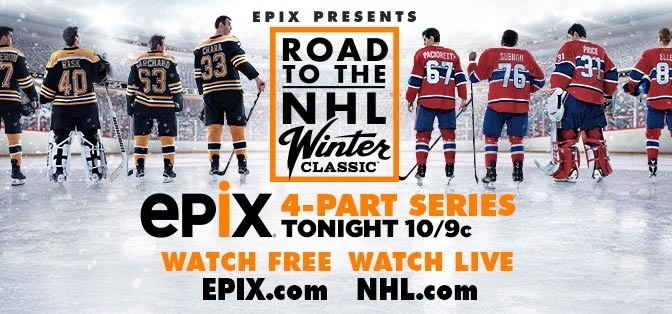 EPIX PRESENTS
ROAD
TO THE
NHL
Winter
CLASSIC
RASK
40
MARCHAND
63
CHARA
33
PACIORETTY
67
SUBBAN
76
PRICE
31
epix 4-PART SERIES
TONIGHT 10/9c
WATCH FREE WATCH LIVE
EPIX.com NHL.com